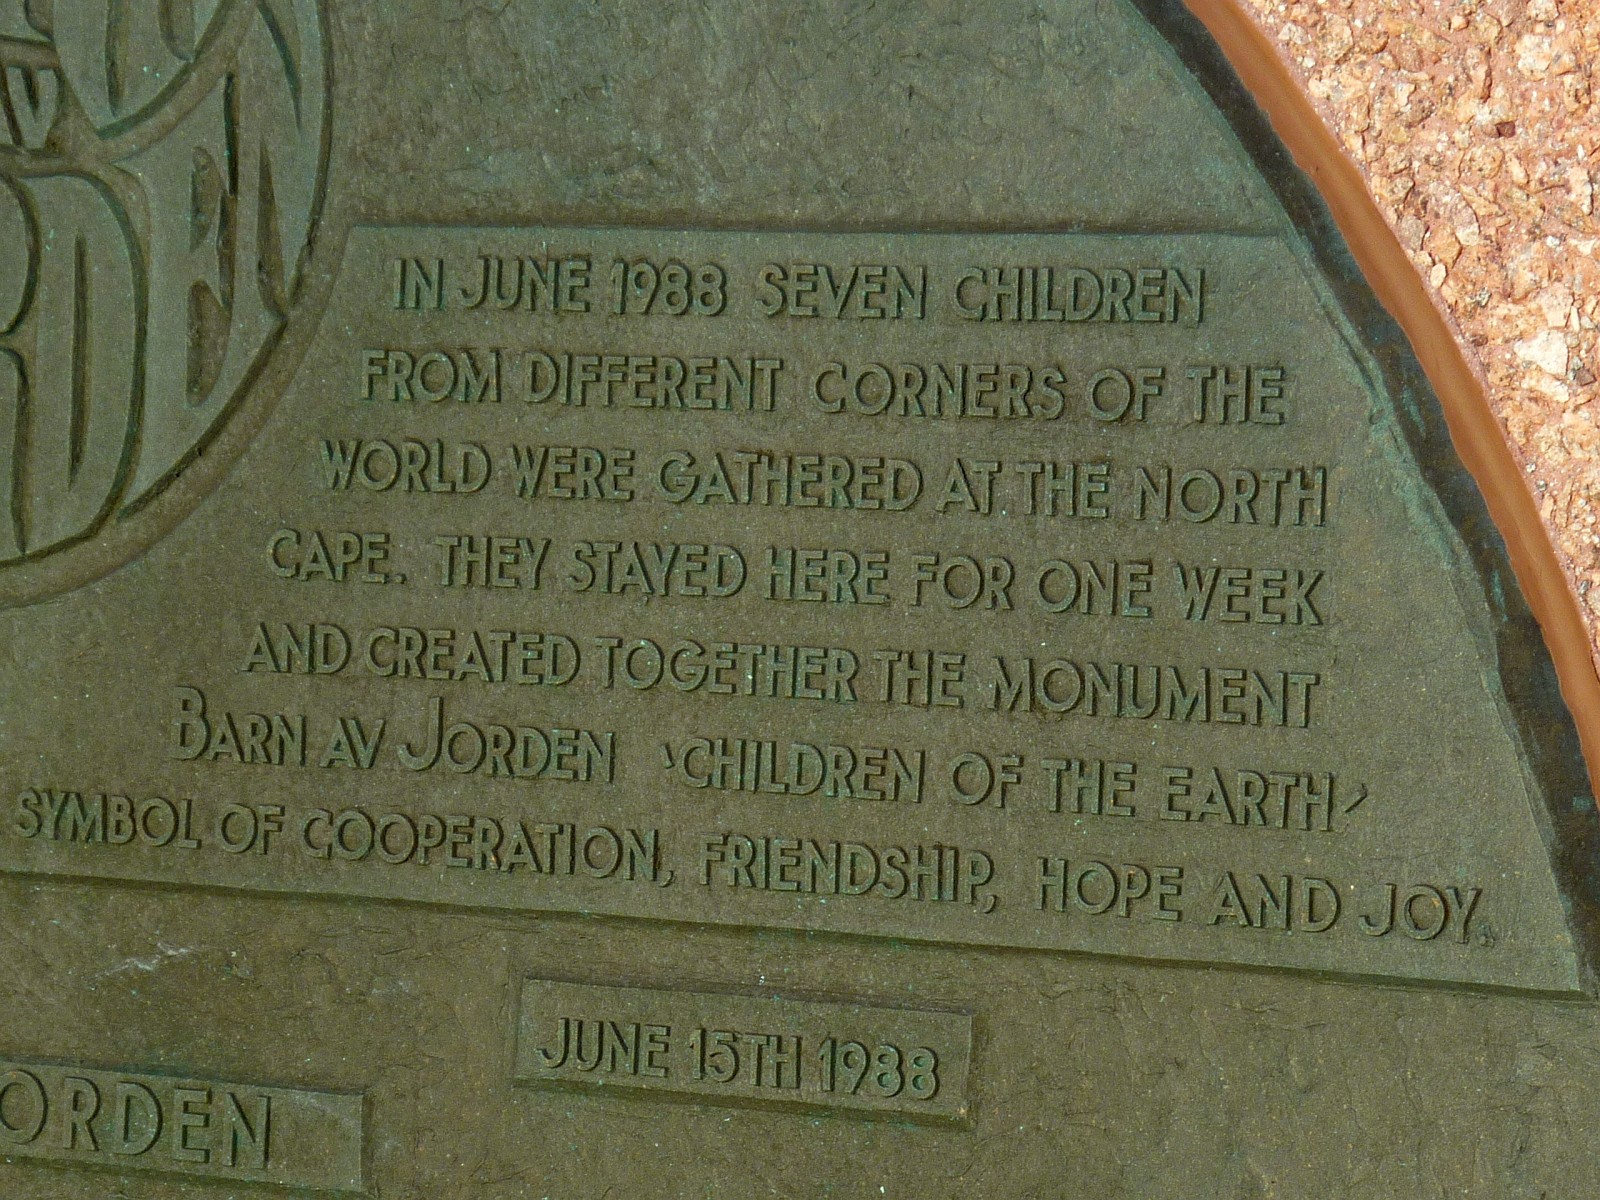 AV
RDEN
IN JUNE 1988 SEVEN CHILDREN
FROM DIFFERENT CORNERS OF THE
WORLD WERE GATHERED AT THE NORTH
CAPE. THEY STAYED HERE FOR ONE WEEK
AND CREATED TOGETHER THE MONUMENT
BARN AV JORDEN 'CHILDREN OF THE EARTH'
SYMBOL OF COOPERATION, FRIENDSHIP, HOPE AND JOY.
JUNE 15TH 1988
ORDEN